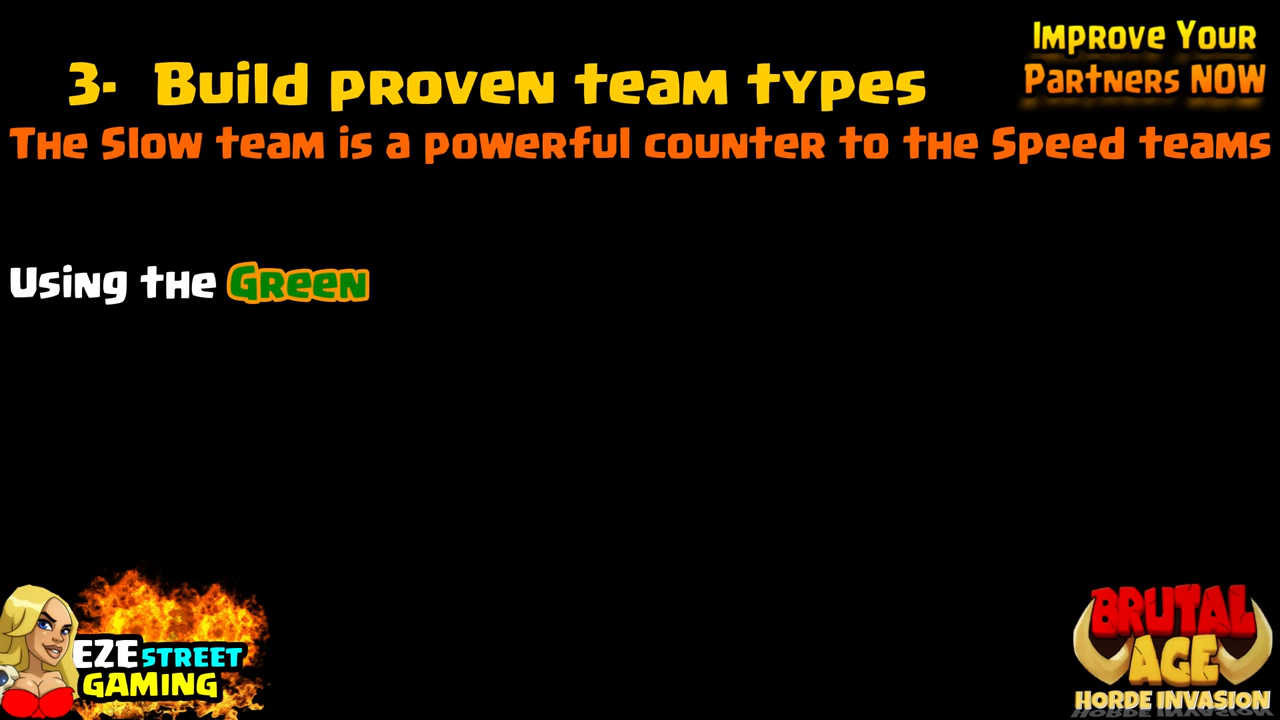 Improve Your
Partners NOW
3- Build proven team types
The Slow team is a powerful counter to the Speed teams
Using the Green
EZE STREET
GAMING
BRUTAL
AGE
HORDE INVASION